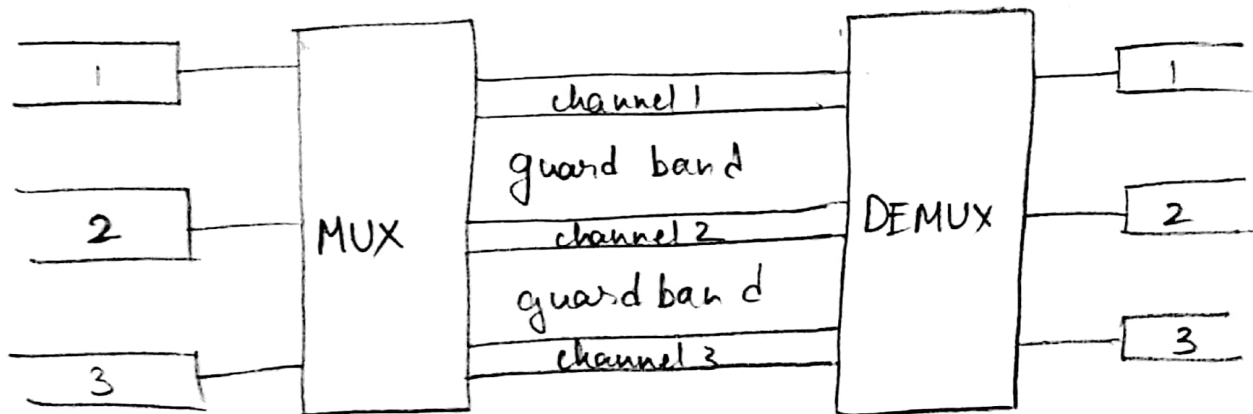 1
channel 1
1
guard band
2
MUX
channel 2
DEMUX
2
guard band
3
channel 3
3